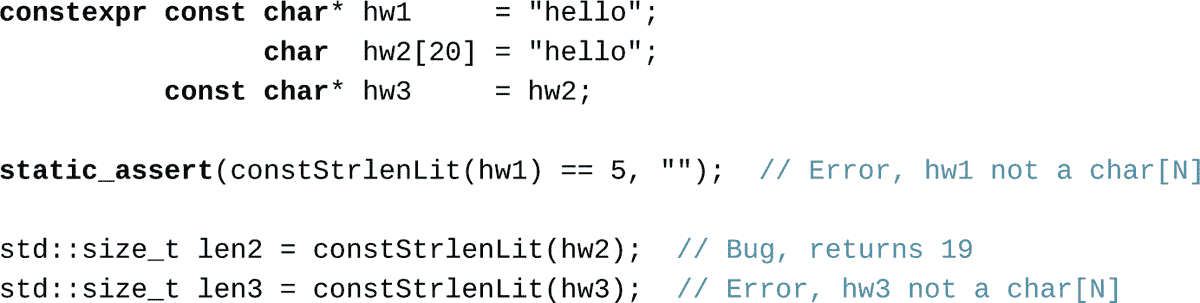 constexpr const char* hw1     = "hello";
                char  hw2[20] = "hello";
          const char* hw3     = hw2;

static_assert(constStrlenLit(hw1) == 5, "");  // Error, hw1 not a char[N]

std::size_t len2 = constStrlenLit(hw2);  // Bug, returns 19
std::size_t len3 = constStrlenLit(hw3);  // Error, hw3 not a char[N]